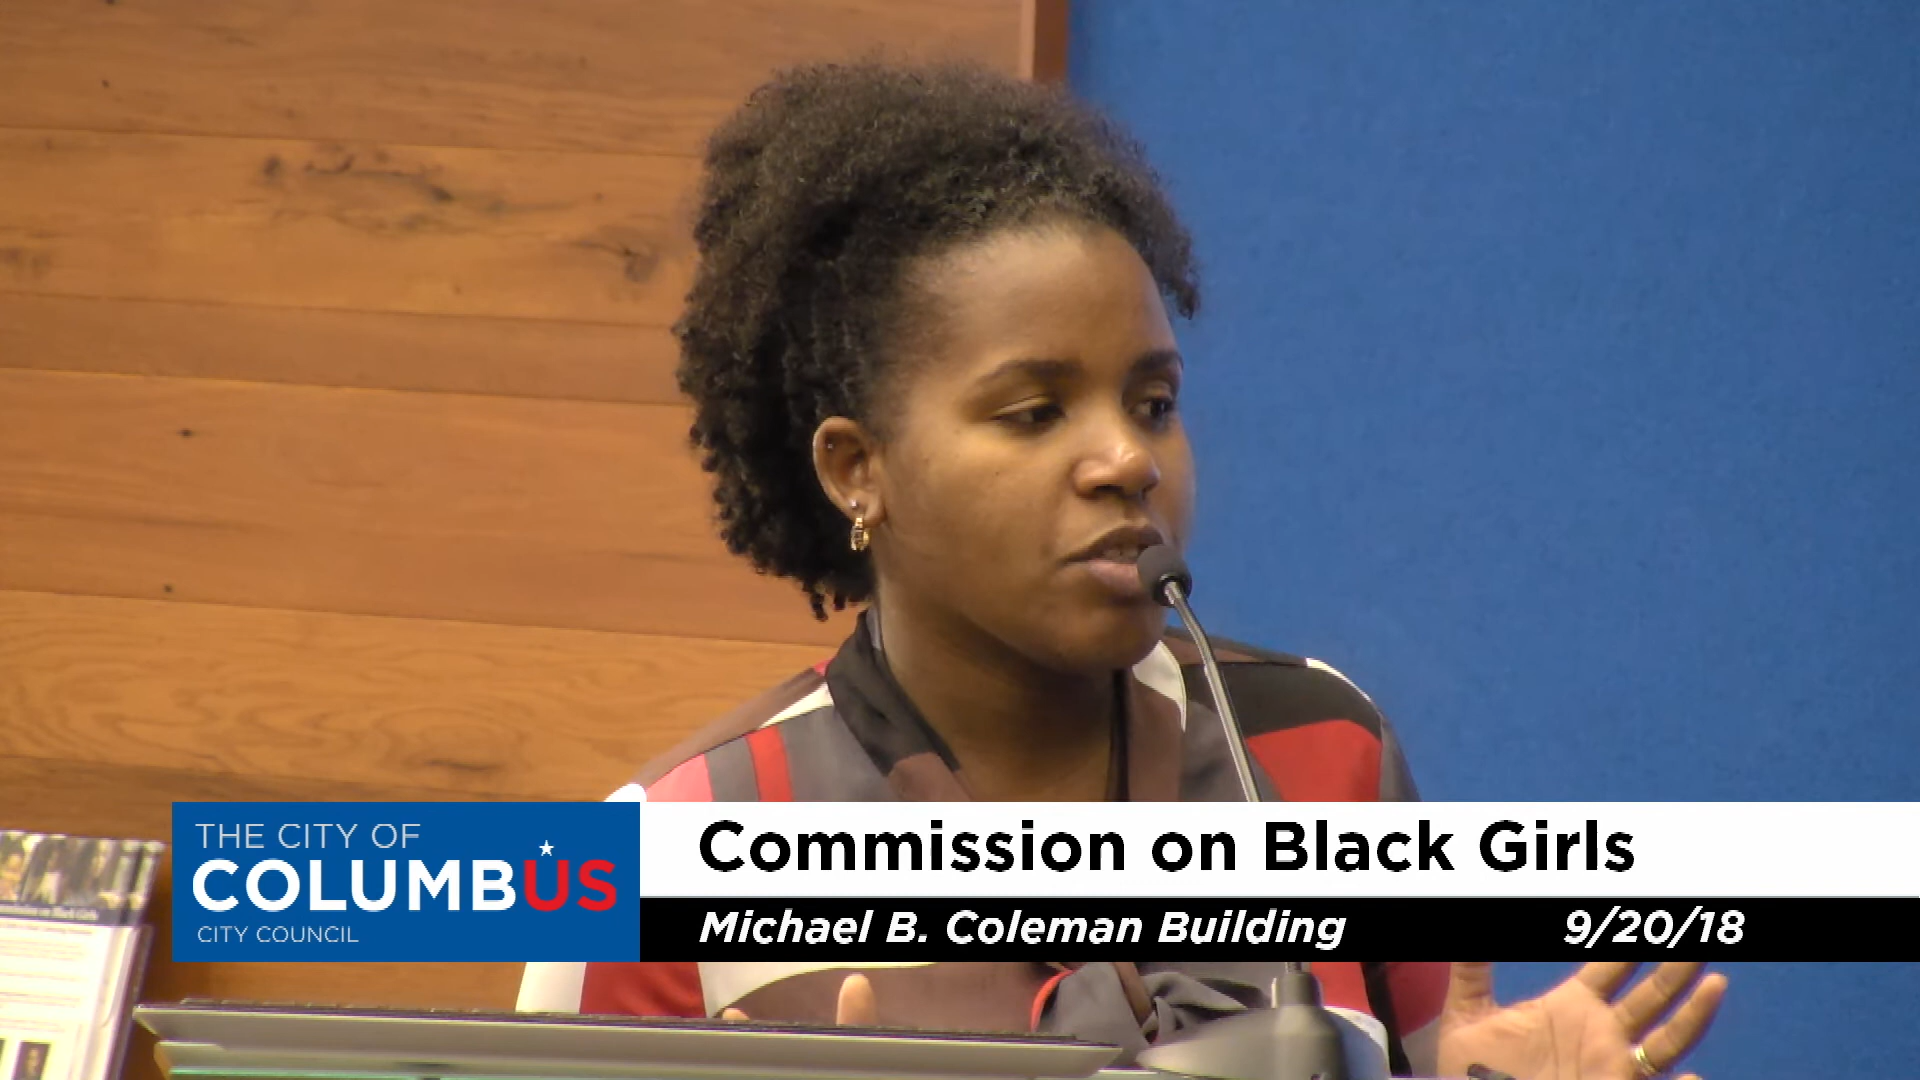 THE CITY OF
COLUMBUS
CITY COUNCIL
Commission on Black Girls
Michael B. Coleman Building 9/20/18